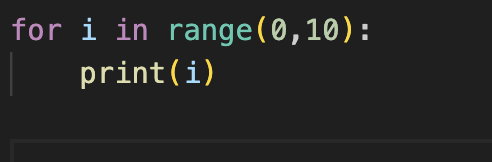 for i in range(0,10):
    print(i)